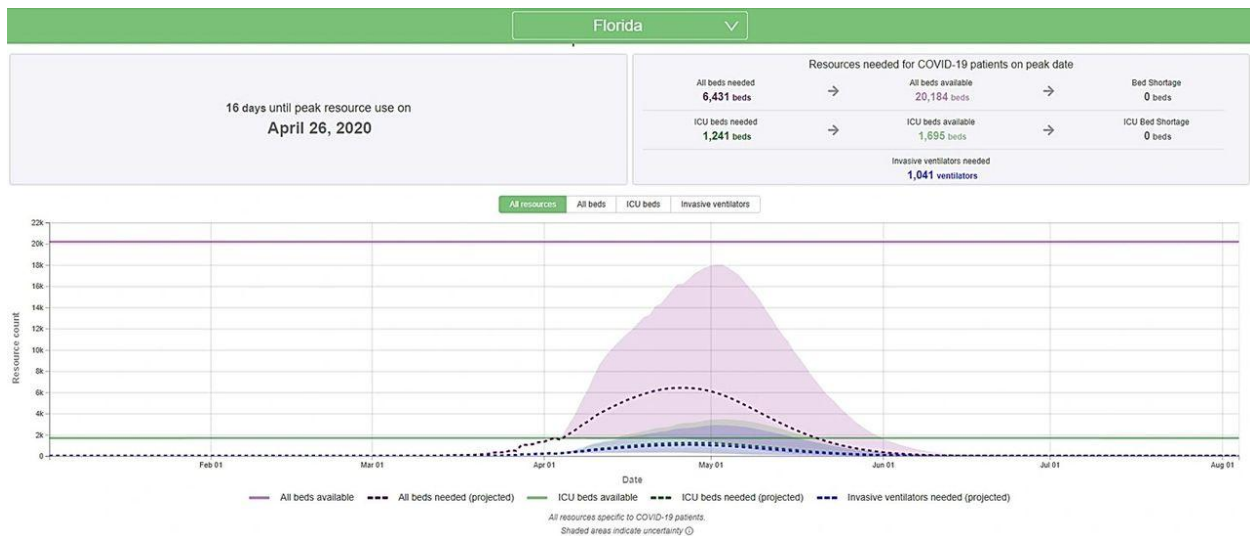 Florida
16 days until peak resource use on
April 26, 2020
Resources needed for COVID-19 patients on peak date
All beds needed
6,431 beds
All beds available
20,184 beds
Bed Shortage
0 beds
ICU beds needed
1,241 beds
ICU beds available
1,695 beds
ICU Bed Shortage
0 beds
Invasive ventilators needed
1,041 ventilators
All resources All beds ICU beds Invasive ventilators
Resource count
22k
20k
18k
16k
14k
12k
10k
8k
6k
4k
2k
0
Feb 01 Mar 01 Apr 01 May 01 Jun 01 Jul 01 Aug 01
Date
All beds available All beds needed (projected) ICU beds available ICU beds needed (projected) Invasive ventilators needed (projected)
All resources specific to COVID-19 patients.
Shaded areas indicate uncertainty